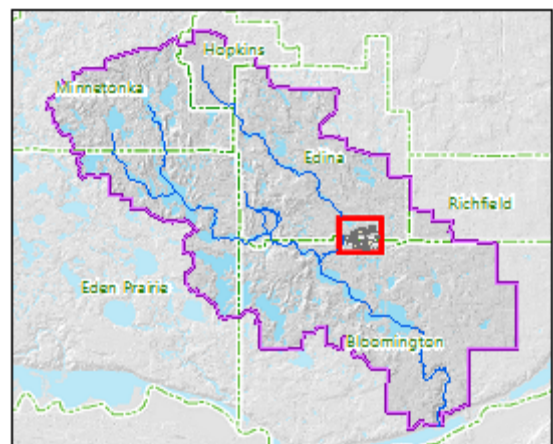 Hopkins
Minnetonka
Edina
Richfield
Eden Prairie
Bloomington